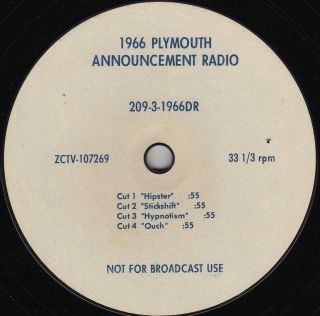 1966 PLYMOUTH
ANNOUNCEMENT RADIO
209-3-1966DR
ZCTV-107269 33 1/3 rpm
Cut 1 "Hipster" :55
Cut 2 "Stickshift" :55
Cut 3 "Hypnotism" :55
Cut 4 "Ouch" :55
NOT FOR BROADCAST USE